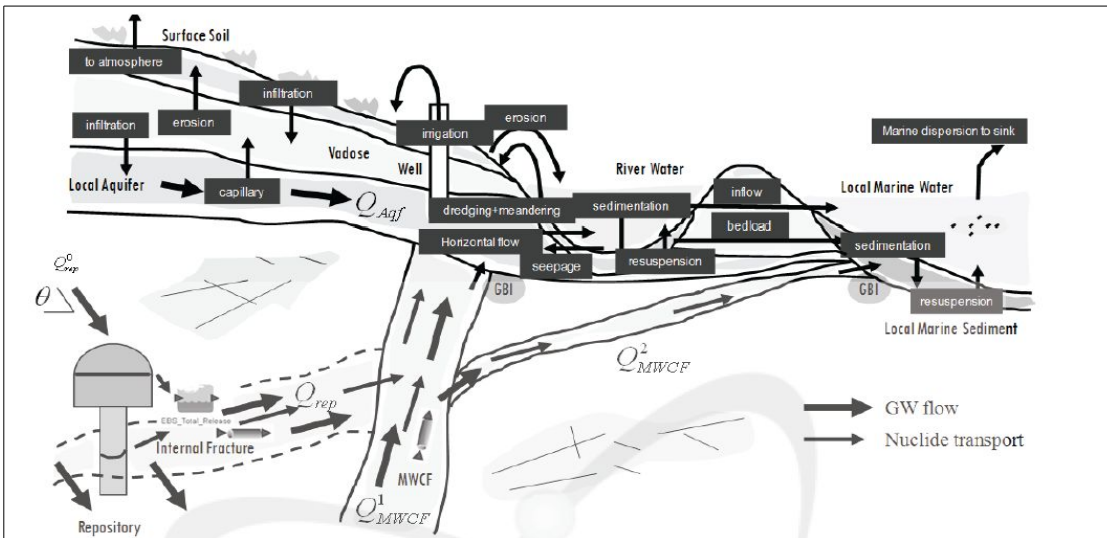 Surface Soil
to atmosphere
infiltration
erosion
infiltration
irrigation
erosion
Marine dispersion to sink
Vadose
Well
River Water
inflow
Local Marine Water
Local Aquifer
capillary
Q_Aqf
dredging+meandering
sedimentation
bedload
Horizontal flow
sedimentation
seepage
resuspension
GBI
GBI
resuspension
Local Marine Sediment
Q^0_rep
θ
Q^2_MWCF
Q_rep
EBG_Total_Release
Internal Fracture
GW flow
Nuclide transport
MWCF
Q^1_MWCF
Repository